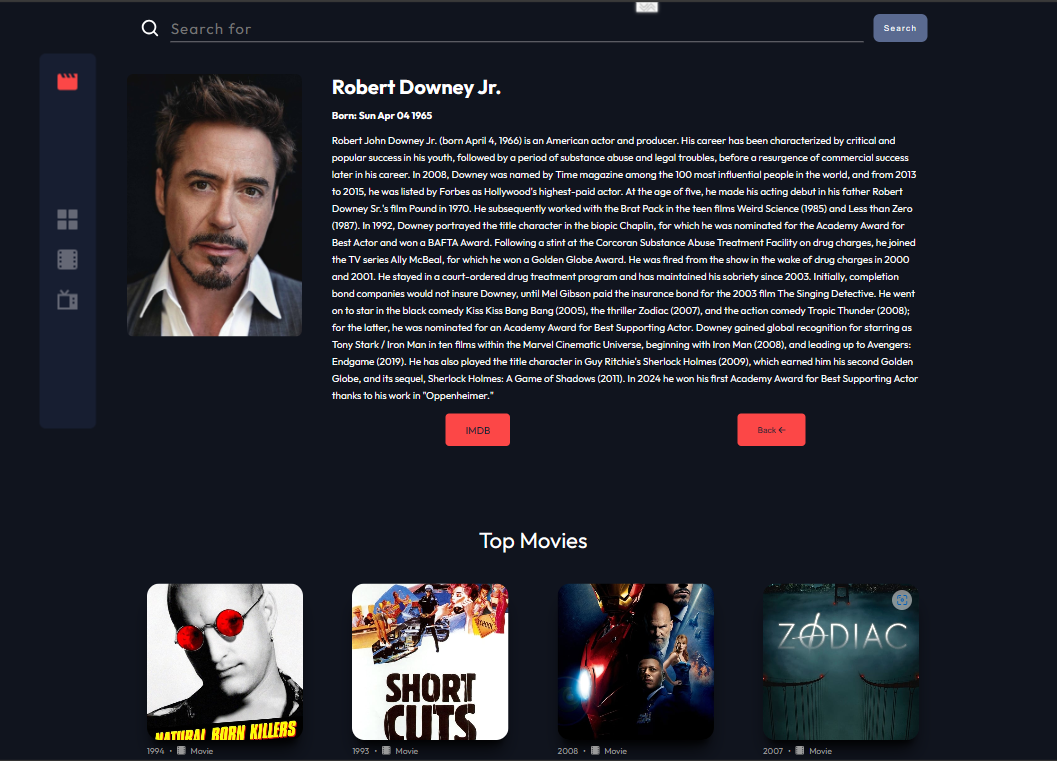 Search for
Search
Robert Downey Jr.
Born: Sun Apr 04 1965
Robert John Downey Jr. (born April 4, 1966) is an American actor and producer. His career has been characterized by critical and
popular success in his youth, followed by a period of substance abuse and legal troubles, before a resurgence of commercial success
later in his career. In 2008, Downey was named by Time magazine among the 100 most influential people in the world, and from 2013
to 2015, he was listed by Forbes as Hollywood's highest-paid actor. At the age of five, he made his acting debut in his father Robert
Downey Sr.'s film Pound in 1970. He subsequently worked with the Brat Pack in the teen films Weird Science (1985) and Less than Zero
(1987). In 1992, Downey portrayed the title character in the biopic Chaplin, for which he was nominated for the Academy Award for
Best Actor and won a BAFTA Award. Following a stint at the Corcoran Substance Abuse Treatment Facility on drug charges, he joined
the TV series Ally McBeal, for which he won a Golden Globe Award. He was fired from the show in the wake of drug charges in 2000
and 2001. He stayed in a court-ordered drug treatment program and has maintained his sobriety since 2003. Initially, completion
bond companies would not insure Downey, until Mel Gibson paid the insurance bond for the 2003 film The Singing Detective. He went
on to star in the black comedy Kiss Kiss Bang Bang (2005), the thriller Zodiac (2007), and the action comedy Tropic Thunder (2008);
for the latter, he was nominated for an Academy Award for Best Supporting Actor. Downey gained global recognition for starring as
Tony Stark / Iron Man in ten films within the Marvel Cinematic Universe, beginning with Iron Man (2008), and leading up to Avengers:
Endgame (2019). He has also played the title character in Guy Ritchie's Sherlock Holmes (2009), which earned him his second Golden
Globe, and its sequel, Sherlock Holmes: A Game of Shadows (2011). In 2024 he won his first Academy Award for Best Supporting Actor
thanks to his work in "Oppenheimer."
IMDB
Back ←
Top Movies
NATURAL BORN KILLERS
SHORT
CUTS
ZODIAC
1994 • Movie
1993 • Movie
2008 • Movie
2007 • Movie